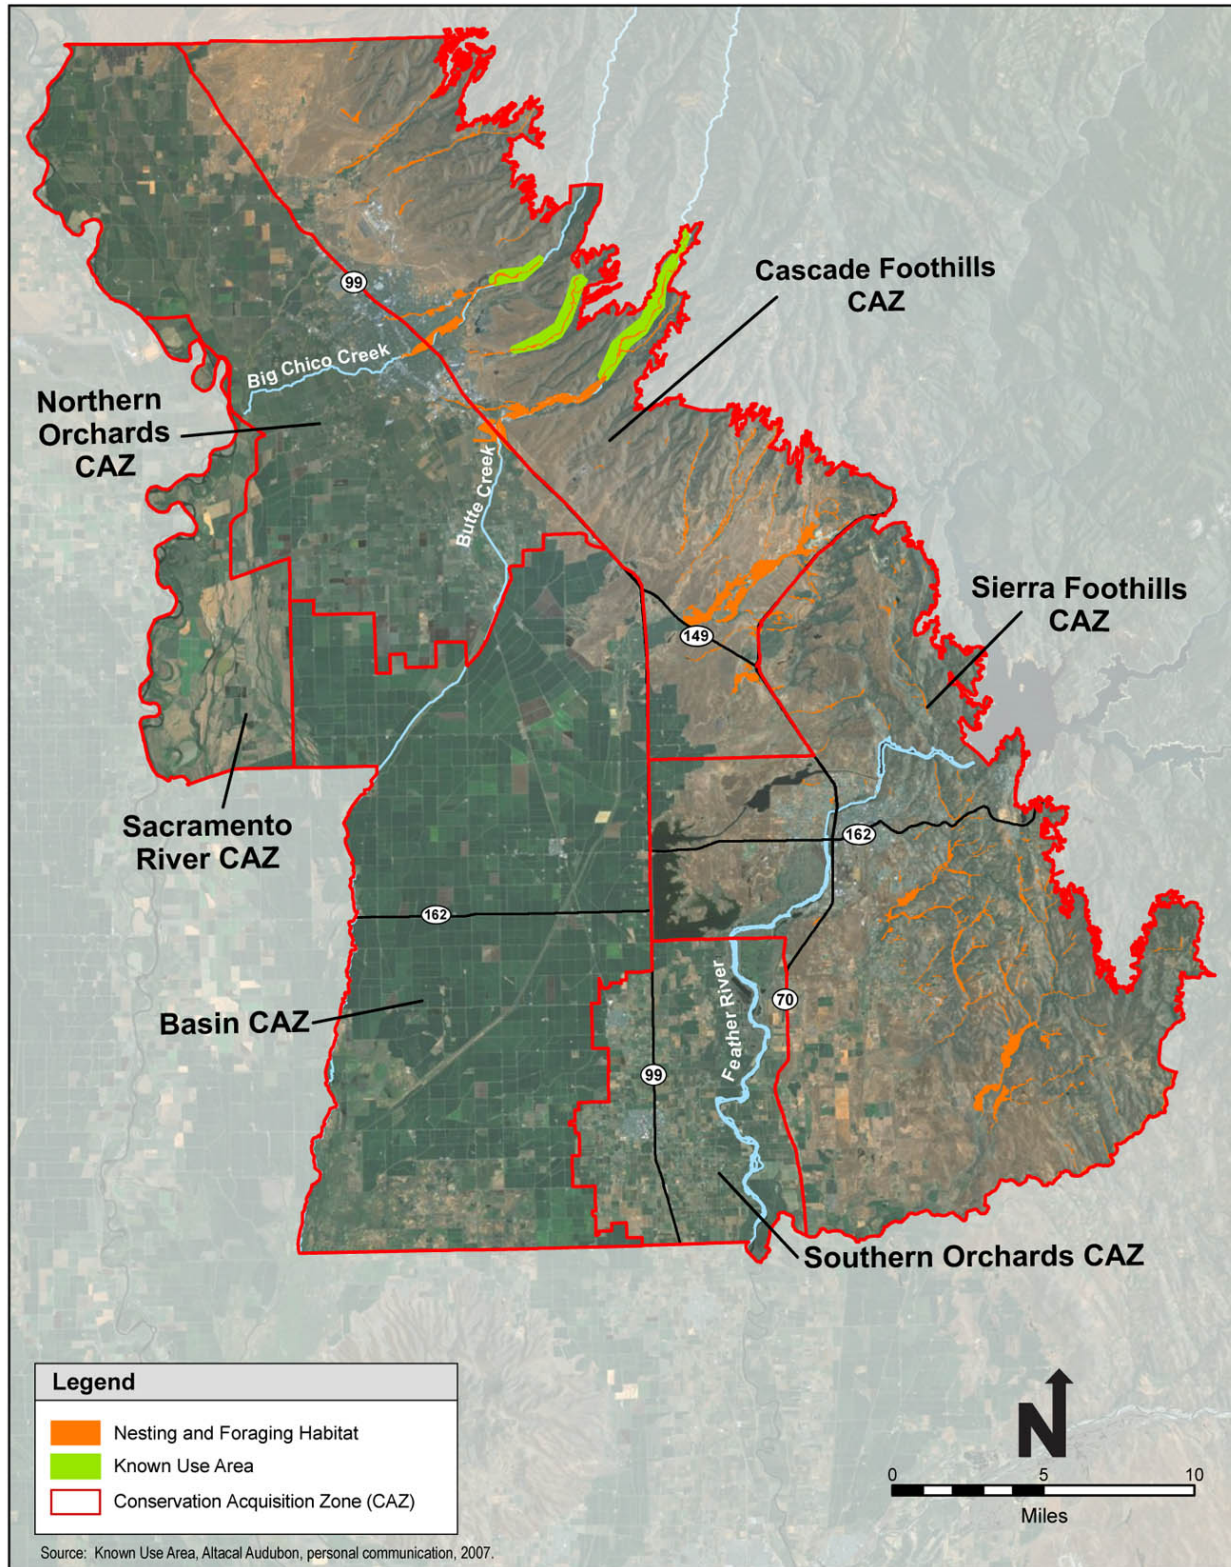 Cascade Foothills
CAZ
99
Big Chico Creek
Northern
Orchards
CAZ
Butte Creek
Sierra Foothills
CAZ
149
Sacramento
River CAZ
162
162
Feather River
70
Basin CAZ
99
Southern Orchards CAZ
Legend
Nesting and Foraging Habitat
Known Use Area
Conservation Acquisition Zone (CAZ)
N
0 5 10
Miles
Source: Known Use Area, Altacal Audubon, personal communication, 2007.